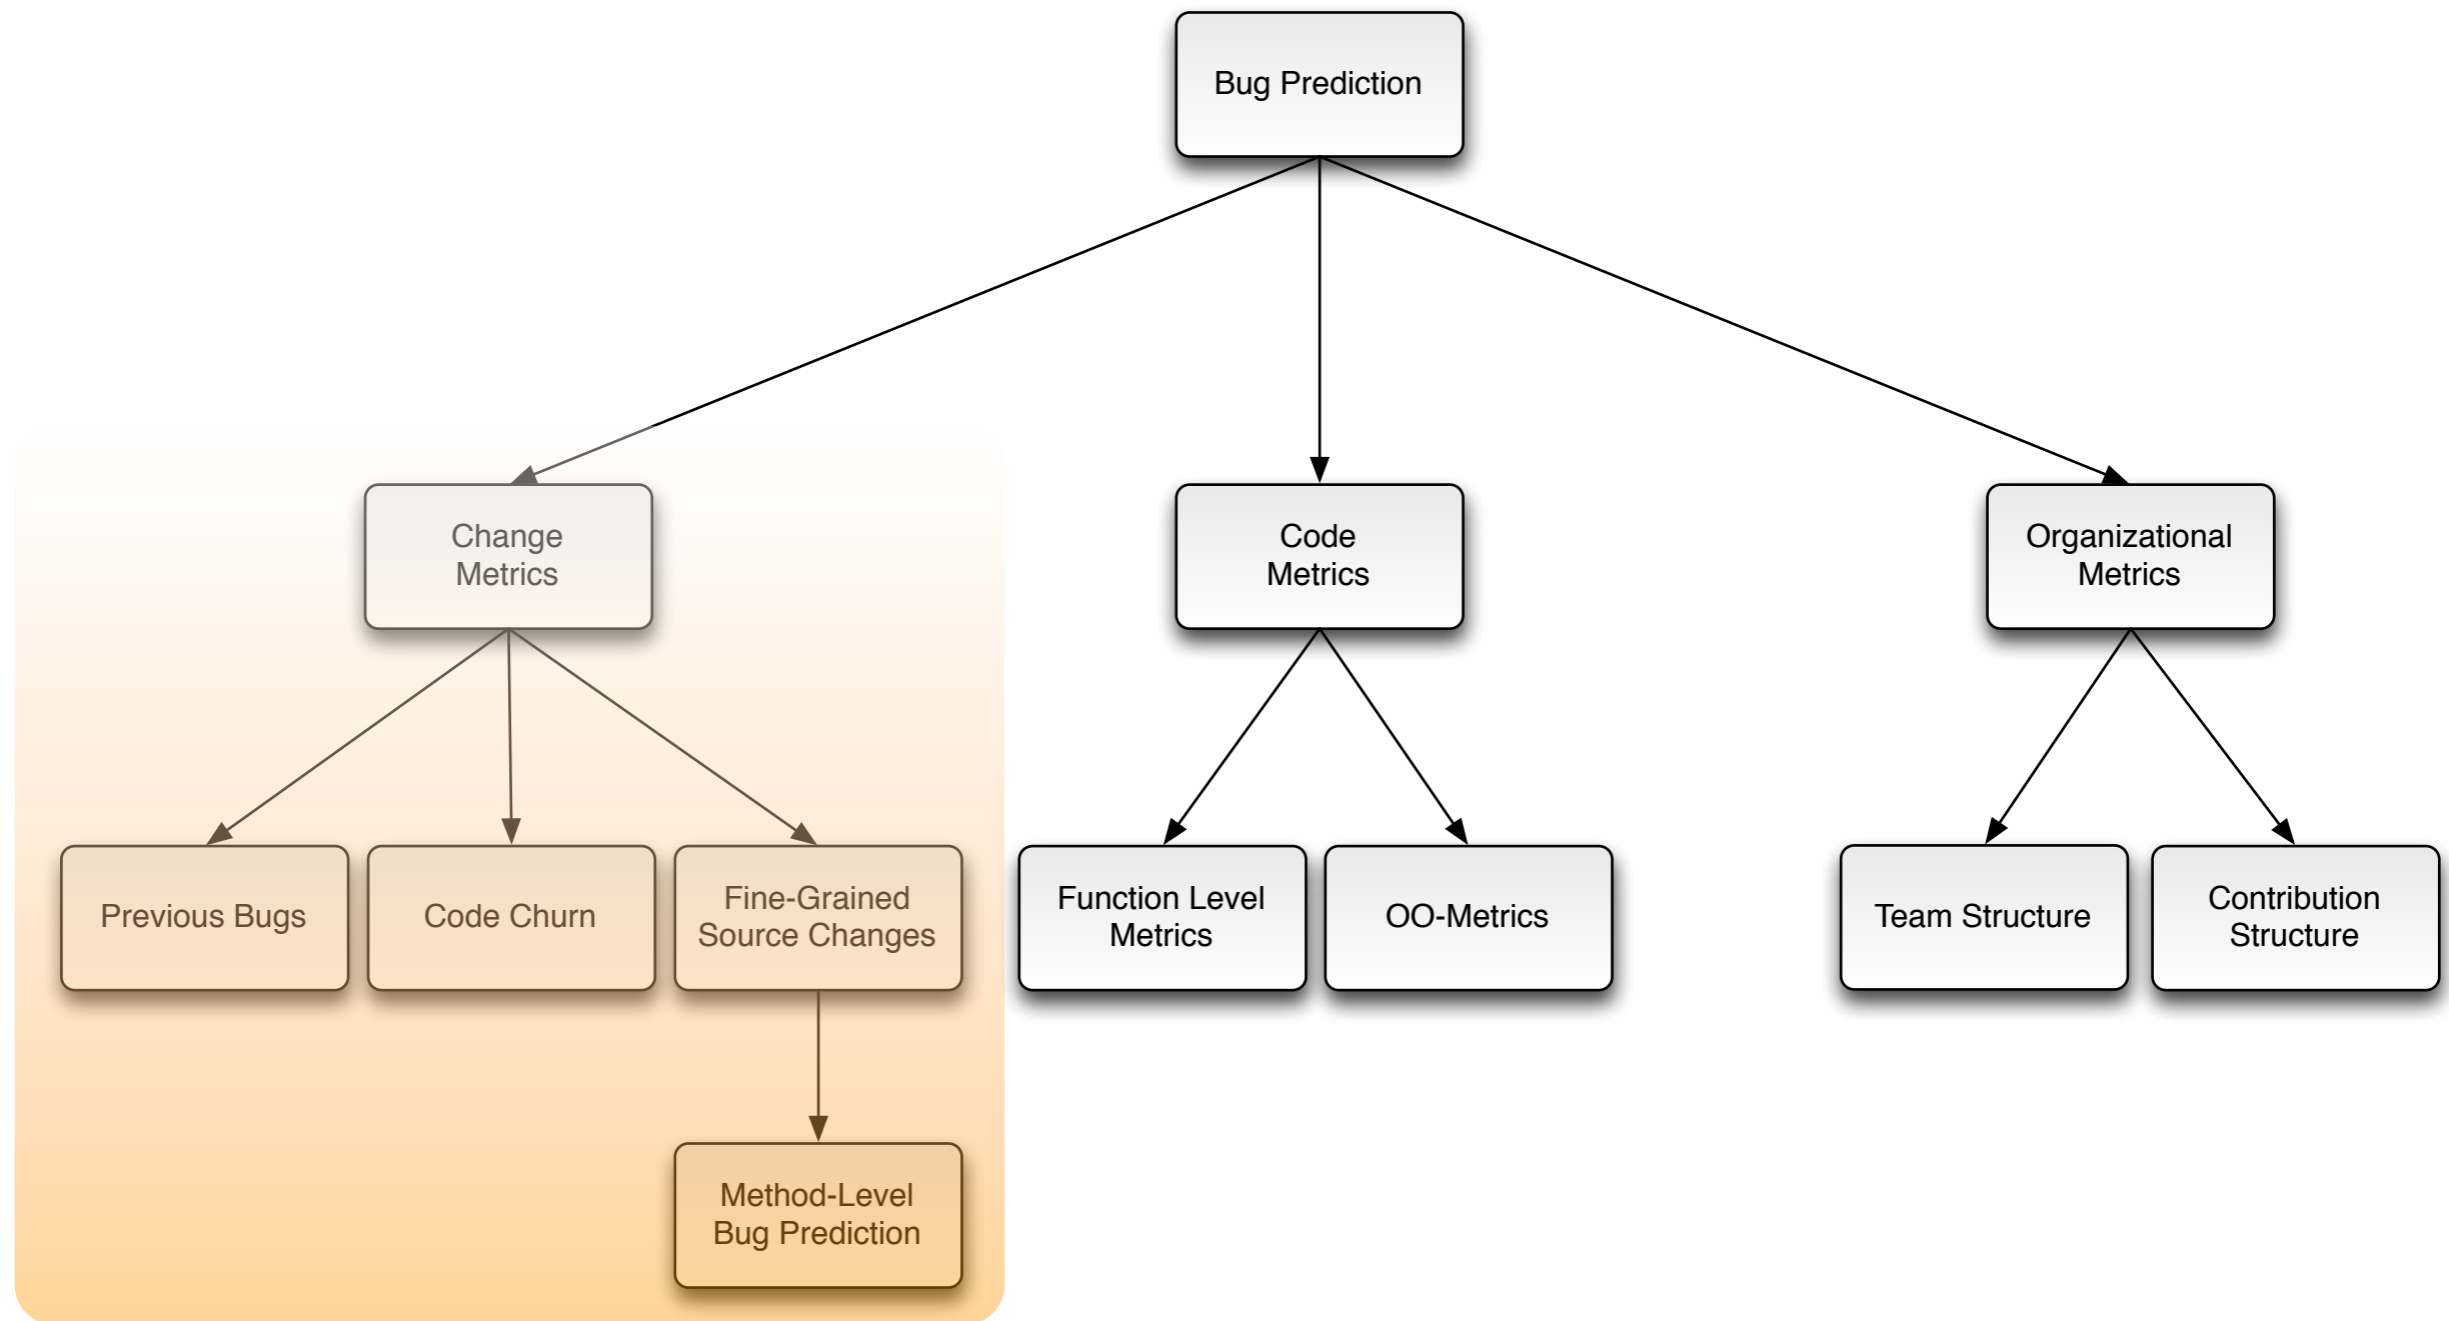 Bug Prediction
Change
Metrics
Code
Metrics
Organizational
Metrics
Previous Bugs
Code Churn
Fine-Grained
Source Changes
Function Level
Metrics
OO-Metrics
Team Structure
Contribution
Structure
Method-Level
Bug Prediction